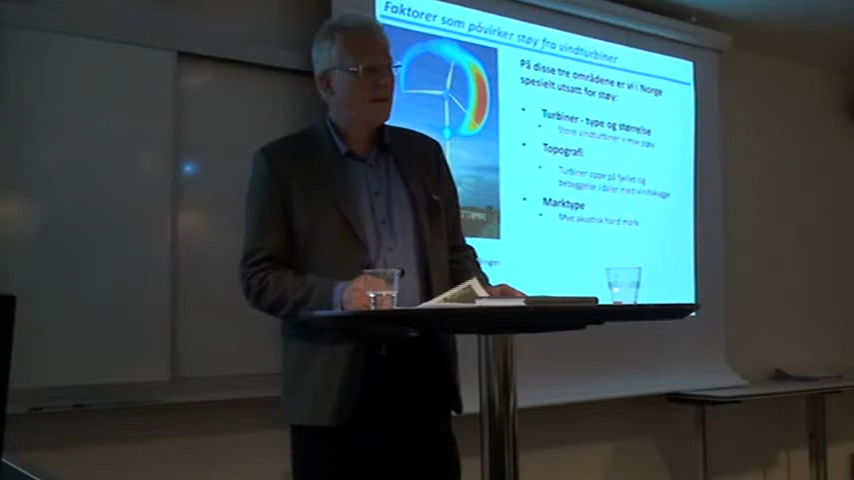 Faktorer som påvirker støy fra vindturbiner
På disse tre områdene er vi i Norge
spesielt utsatt for støy:
• Turbiner - type og størrelse
• Store vindturbiner = mye støy
• Topografi
• Turbiner oppe på fjellet og
bebyggelse i daler med vindskygge
• Marktype
• Mye akustisk hard mark